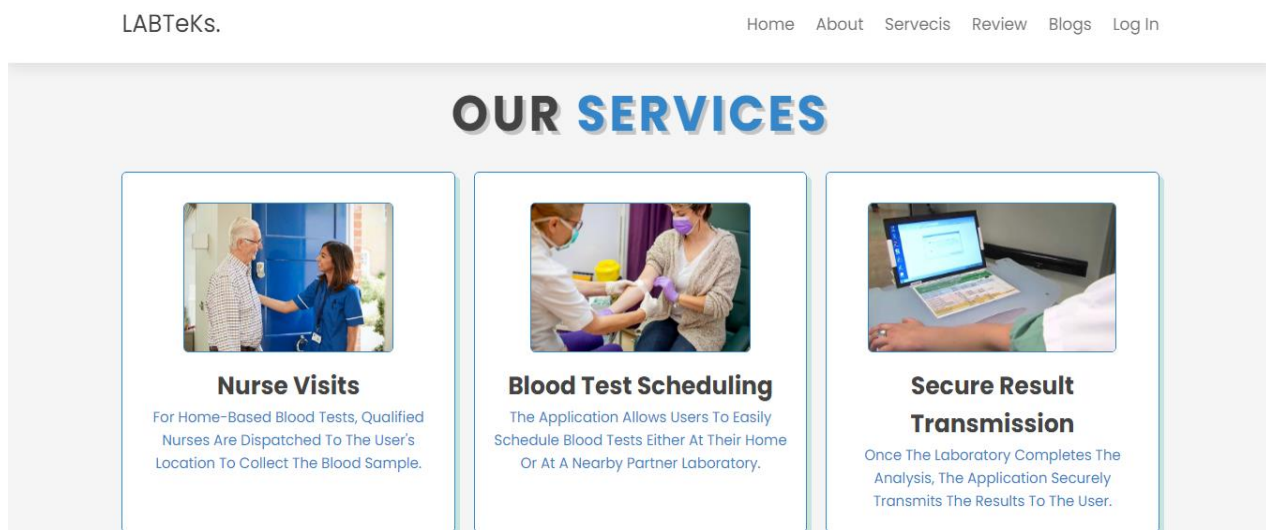 LABTeKs.
Home About Servecis Review Blogs Log In
OUR SERVICES
Nurse Visits
For Home-Based Blood Tests, Qualified
Nurses Are Dispatched To The User's
Location To Collect The Blood Sample.
Blood Test Scheduling
The Application Allows Users To Easily
Schedule Blood Tests Either At Their Home
Or At A Nearby Partner Laboratory.
Secure Result
Transmission
Once The Laboratory Completes The
Analysis, The Application Securely
Transmits The Results To The User.